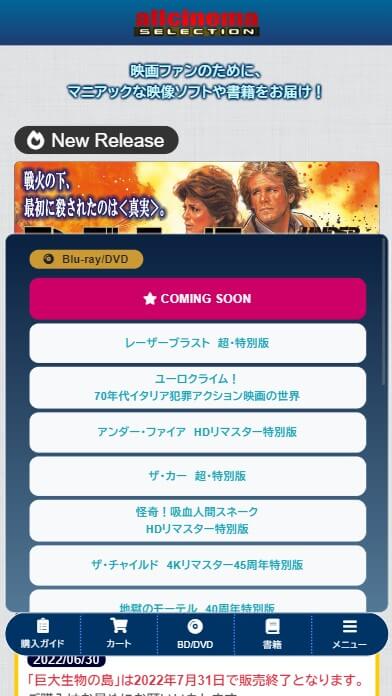 allcinema
SELECTION
映画ファンのために、
マニアックな映像ソフトや書籍をお届け！
New Release
戦火の下、
最初に殺されたのは<真実>。
Blu-ray/DVD
COMING SOON
レーザーブラスト 超・特別版
ユーロクライム！
70年代イタリア犯罪アクション映画の世界
アンダー・ファイア HDリマスター特別版
ザ・カー 超・特別版
怪奇！吸血人間スネーク
HDリマスター特別版
ザ・チャイルド 4Kリマスター45周年特別版
地獄のモーテル 40周年特別版
購入ガイド
カート
BD/DVD
書籍
メニュー
2022/06/30
「巨大生物の島」は2022年7月31日で販売終了となります。